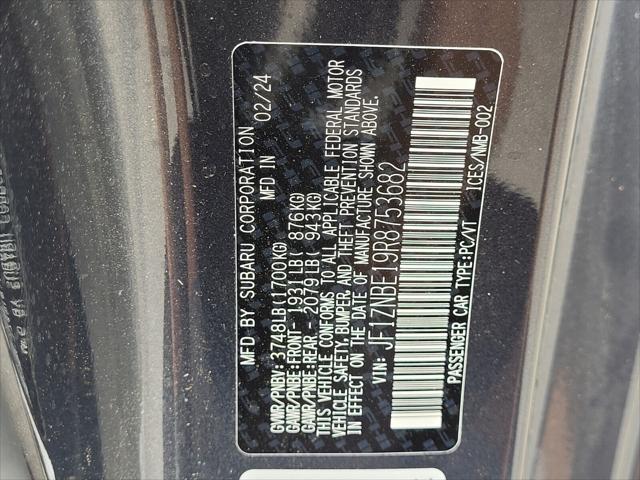 MFD BY SUBARU CORPORATION
MFD IN 02/24
GVWR/PNBV: 3748LB(1700KG)
GAWR/PNBE:FRONT- 1931LB( 876KG)
GAWR/PNBE:REAR - 2079LB( 943KG)
THIS VEHICLE CONFORMS TO ALL APPLICABLE FEDERAL MOTOR
VEHICLE SAFETY, BUMPER, AND THEFT PREVENTION STANDARDS
IN EFFECT ON THE DATE OF MANUFACTURE SHOWN ABOVE.
VIN: JF1ZNBE19R8753682
PASSENGER CAR TYPE:PC/VT ICES/NMB-002